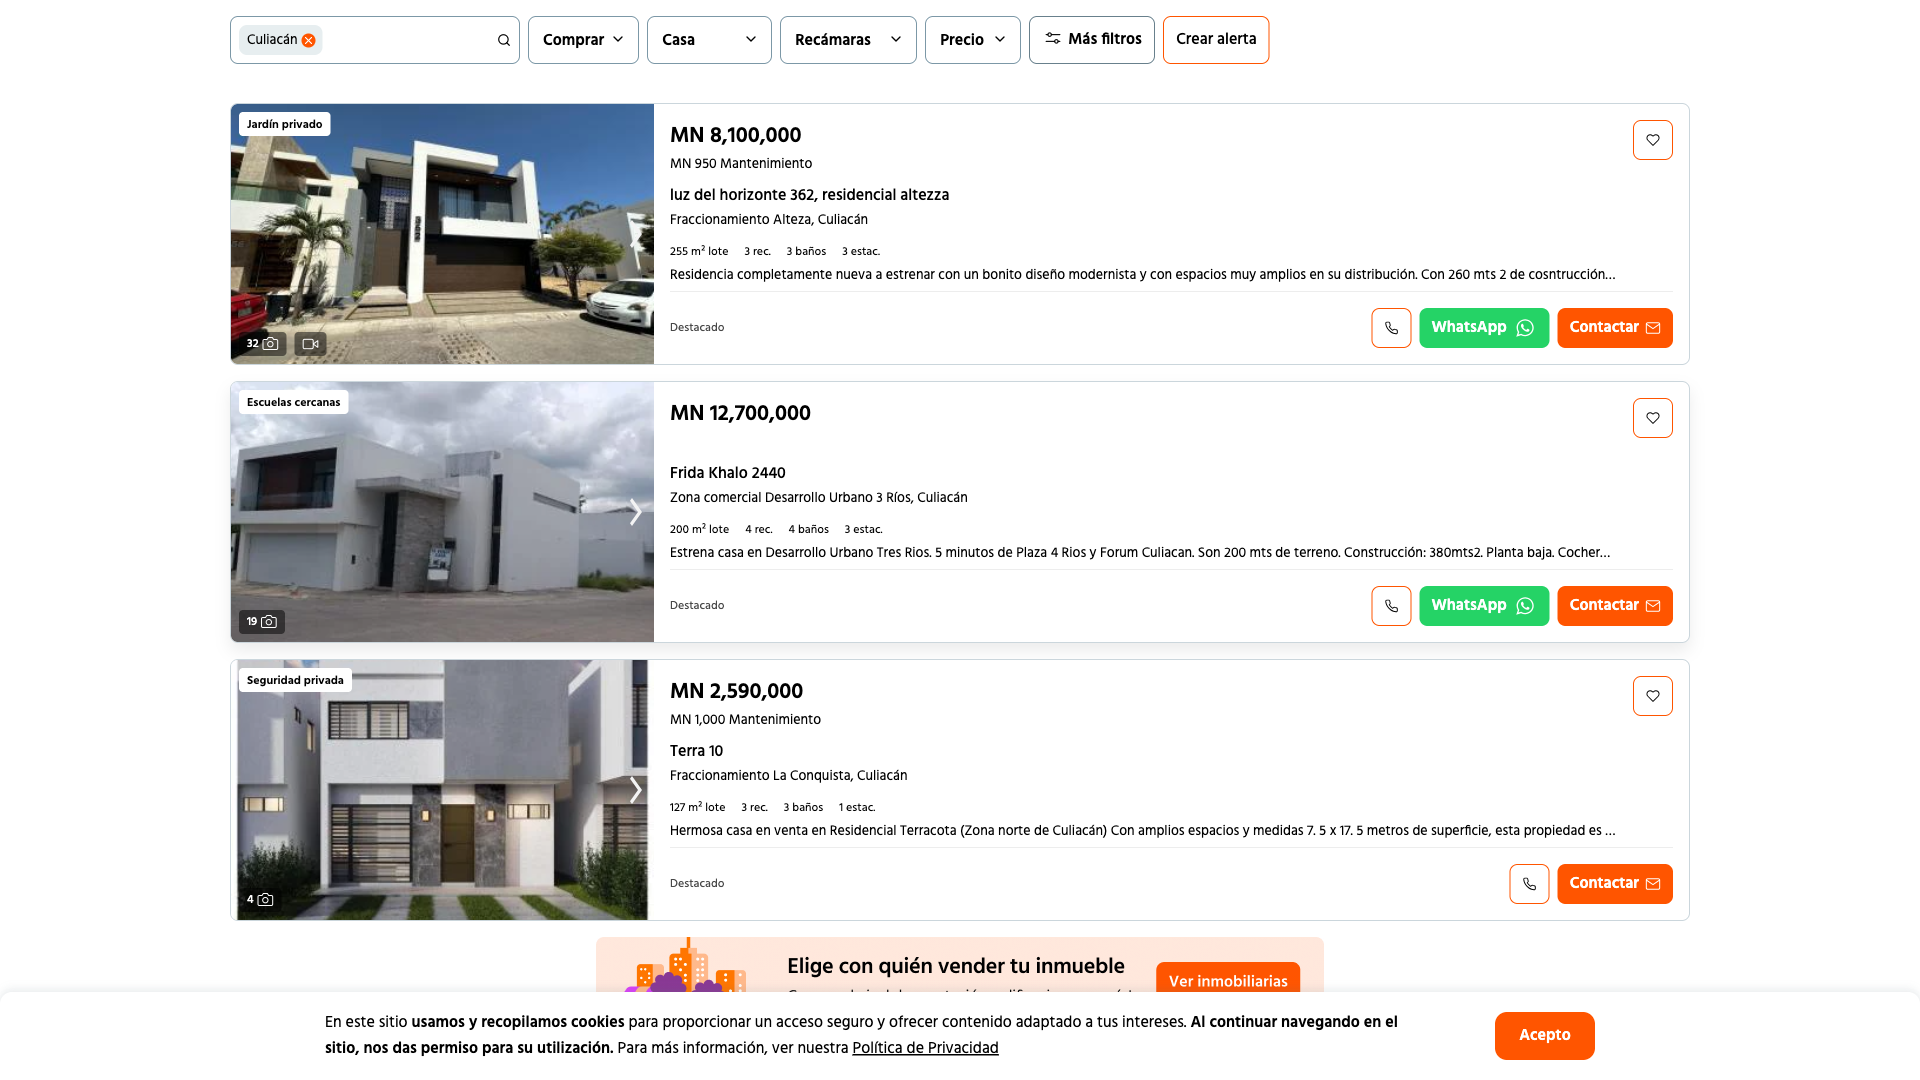 Culiacán
Comprar
Casa
Recámaras
Precio
Más filtros
Crear alerta
Jardín privado
32
MN 8,100,000
MN 950 Mantenimiento
luz del horizonte 362, residencial altezza
Fraccionamiento Alteza, Culiacán
255 m² lote 3 rec. 3 baños 3 estac.
Residencia completamente nueva a estrenar con un bonito diseño modernista y con espacios muy amplios en su distribución. Con 260 mts 2 de cosntrucción...
Destacado
WhatsApp
Contactar
Escuelas cercanas
19
MN 12,700,000
Frida Khalo 2440
Zona comercial Desarrollo Urbano 3 Ríos, Culiacán
200 m² lote 4 rec. 4 baños 3 estac.
Estrena casa en Desarrollo Urbano Tres Rios. 5 minutos de Plaza 4 Rios y Forum Culiacan. Son 200 mts de terreno. Construcción: 380mts2. Planta baja. Cocher...
Destacado
WhatsApp
Contactar
Seguridad privada
4
MN 2,590,000
MN 1,000 Mantenimiento
Terra 10
Fraccionamiento La Conquista, Culiacán
127 m² lote 3 rec. 3 baños 1 estac.
Hermosa casa en venta en Residencial Terracota (Zona norte de Culiacán) Con amplios espacios y medidas 7. 5 x 17. 5 metros de superficie, esta propiedad es ...
Destacado
Contactar
Elige con quién vender tu inmueble
Ver inmobiliarias
En este sitio usamos y recopilamos cookies para proporcionar un acceso seguro y ofrecer contenido adaptado a tus intereses. Al continuar navegando en el
sitio, nos das permiso para su utilización. Para más información, ver nuestra Política de Privacidad
Acepto